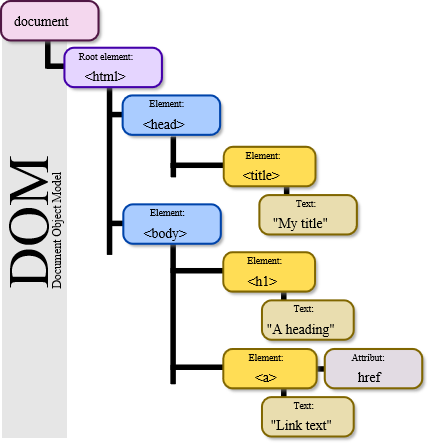 document
Root element:
<html>
Element:
<head>
Element:
<title>
Text:
"My title"
Element:
<body>
Element:
<h1>
Text:
"A heading"
Element:
<a>
Attribut:
href
Text:
"Link text"
DOM
Document Object Model